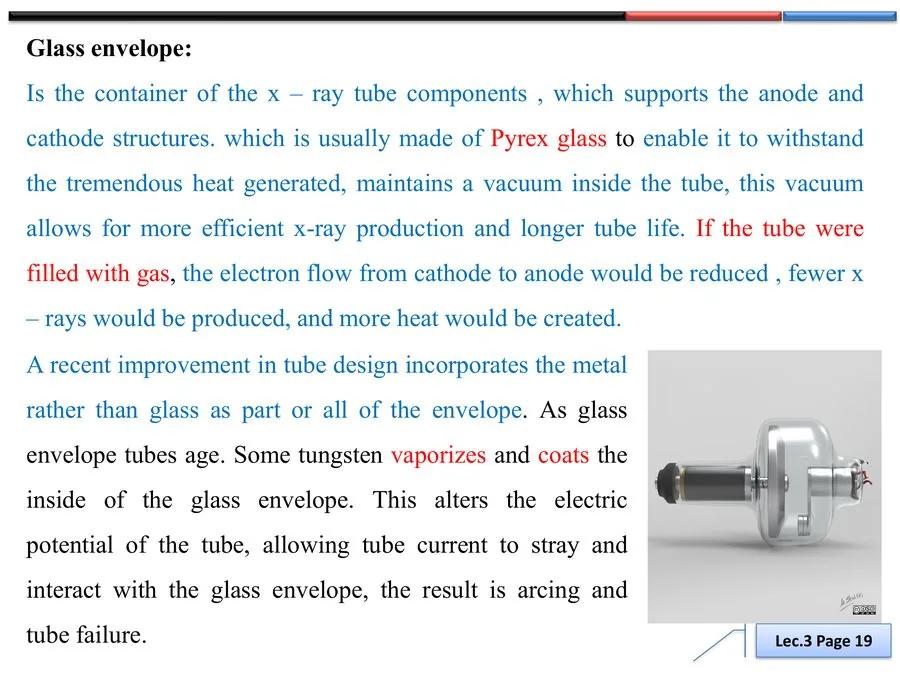 Glass envelope:
Is the container of the x – ray tube components , which supports the anode and
cathode structures. which is usually made of Pyrex glass to enable it to withstand
the tremendous heat generated, maintains a vacuum inside the tube, this vacuum
allows for more efficient x-ray production and longer tube life. If the tube were
filled with gas, the electron flow from cathode to anode would be reduced , fewer x
– rays would be produced, and more heat would be created.
A recent improvement in tube design incorporates the metal
rather than glass as part or all of the envelope. As glass
envelope tubes age. Some tungsten vaporizes and coats the
inside of the glass envelope. This alters the electric
potential of the tube, allowing tube current to stray and
interact with the glass envelope, the result is arcing and
tube failure.
Lec.3 Page 19